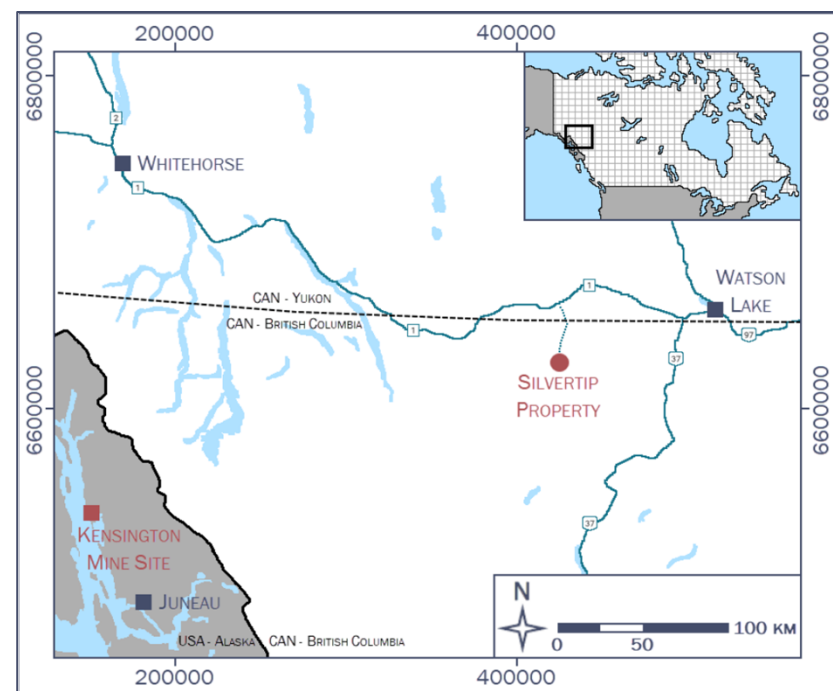 200000
400000
6800000
6800000
2
WHITEHORSE
1
WATSON
LAKE
1
CAN - YUKON
CAN - BRITISH COLUMBIA
1
97
37
SILVERTIP
PROPERTY
6600000
6600000
KENSINGTON
MINE SITE
37
JUNEAU
USA - ALASKA
CAN - BRITISH COLUMBIA
N
100 KM
0
50
200000
400000